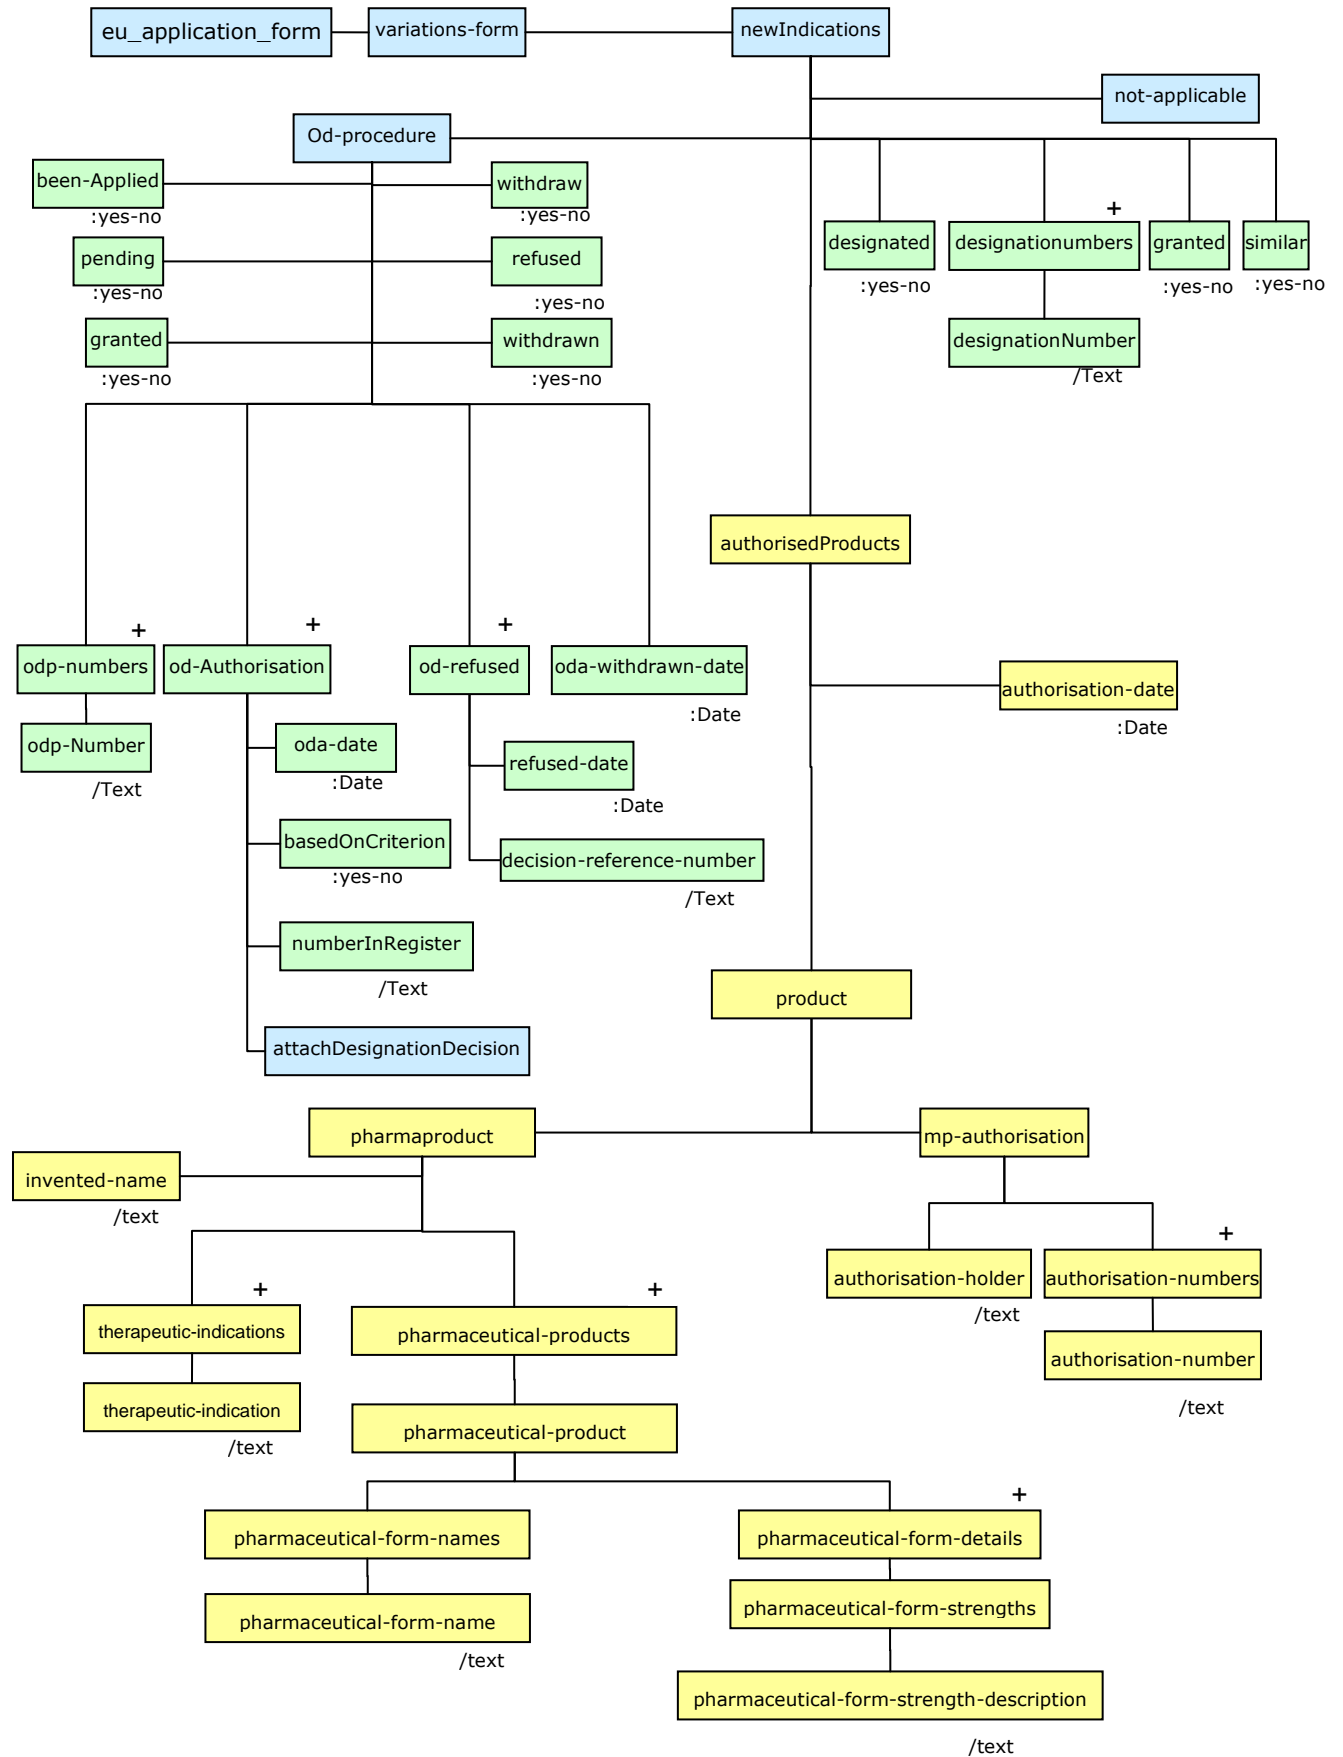 eu_application_form
variations-form
newIndications
not-applicable
Od-procedure
been-Applied
:yes-no
withdraw
:yes-no
pending
:yes-no
refused
:yes-no
granted
:yes-no
withdrawn
:yes-no
designated
:yes-no
+
designationumbers
granted
:yes-no
similar
:yes-no
designationNumber
/Text
authorisedProducts
+
odp-numbers
+
od-Authorisation
+
od-refused
oda-withdrawn-date
:Date
authorisation-date
:Date
odp-Number
/Text
oda-date
:Date
refused-date
:Date
basedOnCriterion
:yes-no
decision-reference-number
/Text
numberInRegister
/Text
product
attachDesignationDecision
pharmaproduct
mp-authorisation
invented-name
/text
+
authorisation-holder
/text
authorisation-numbers
+
therapeutic-indications
+
pharmaceutical-products
authorisation-number
/text
therapeutic-indication
/text
pharmaceutical-product
+
pharmaceutical-form-names
pharmaceutical-form-details
pharmaceutical-form-name
/text
pharmaceutical-form-strengths
pharmaceutical-form-strength-description
/text